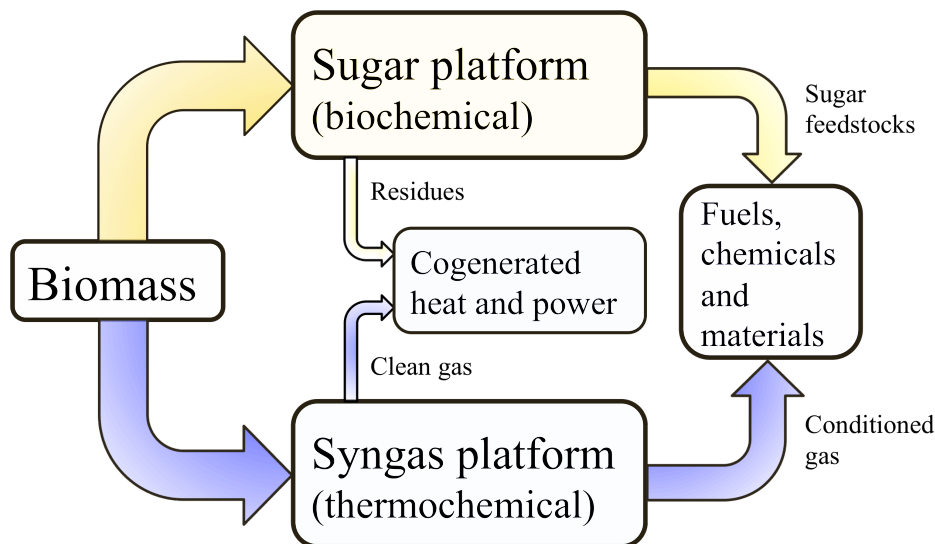 Sugar platform
(biochemical)
Sugar
feedstocks
Residues
Fuels,
chemicals
and
materials
Biomass
Cogenerated
heat and power
Clean gas
Syngas platform
(thermochemical)
Conditioned
gas